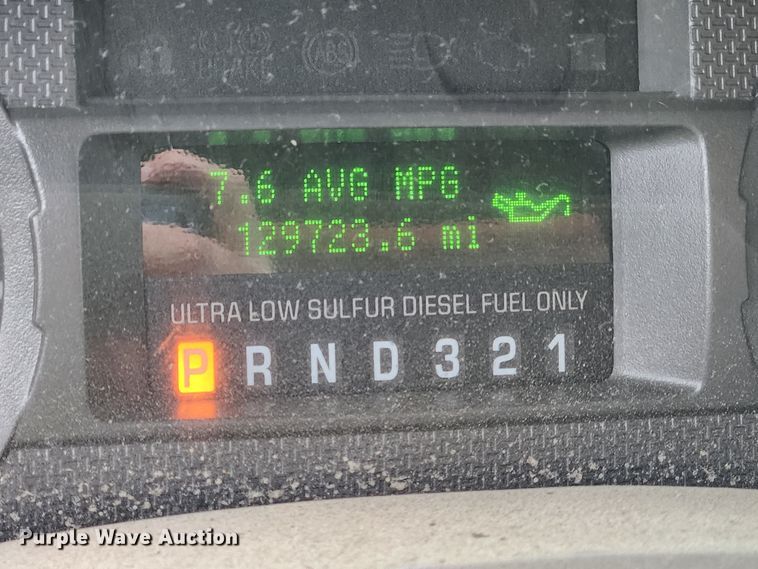 ABS
7.6 AVG MPG
129723.6 mi
ULTRA LOW SULFUR DIESEL FUEL ONLY
P R N D 3 2 1
Purple Wave Auction